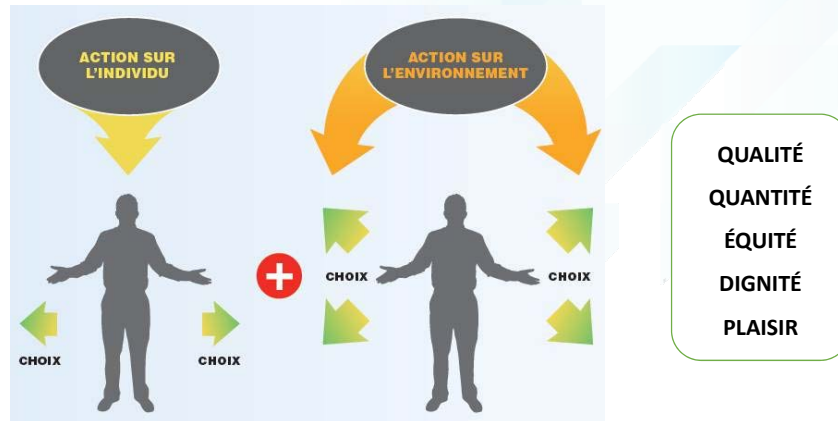 ACTION SUR
L'INDIVIDU
ACTION SUR
L'ENVIRONNEMENT
CHOIX
CHOIX
CHOIX
CHOIX
QUALITÉ
QUANTITÉ
ÉQUITÉ
DIGNITÉ
PLAISIR